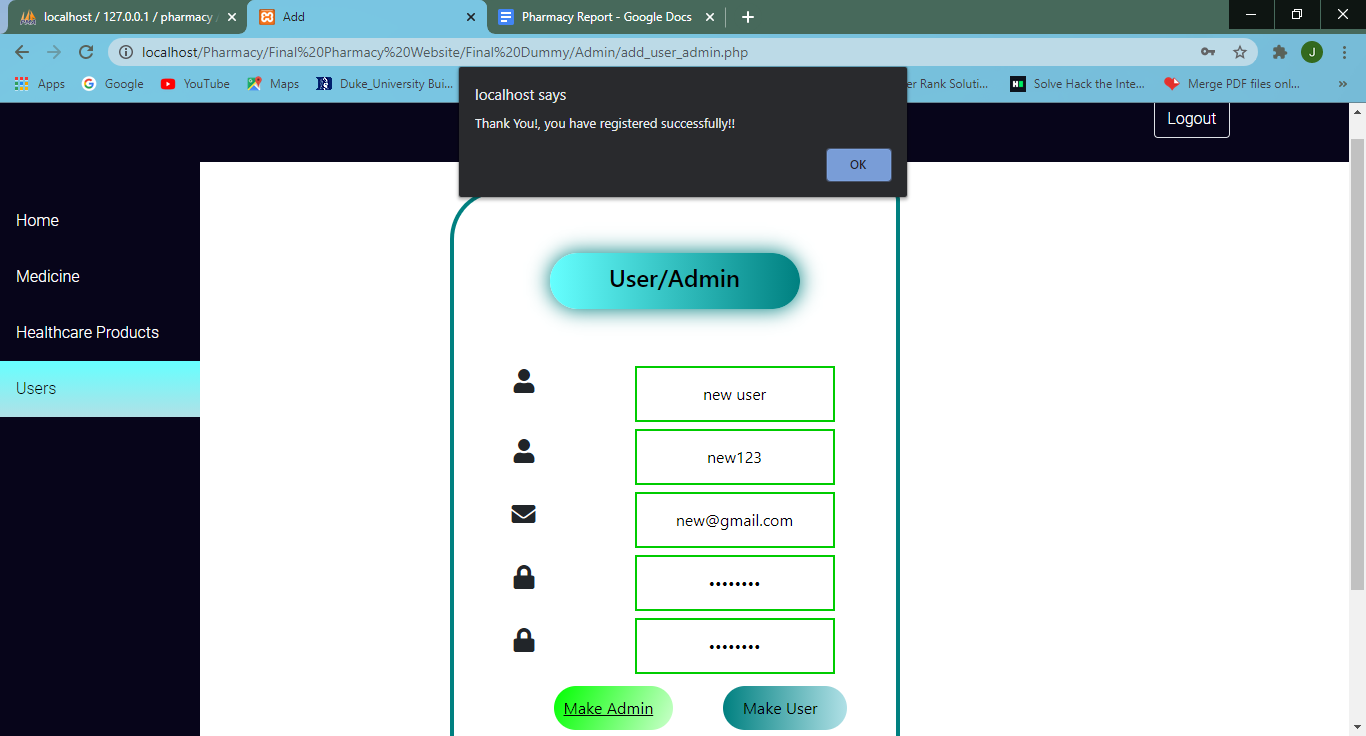 localhost / 127.0.0.1 / pharmacy
Add
Pharmacy Report - Google Docs
localhost/Pharmacy/Final%20Pharmacy%20Website/Final%20Dummy/Admin/add_user_admin.php
J
Apps
Google
YouTube
Maps
Duke_University Bui...
er Rank Soluti...
Solve Hack the Inte...
Merge PDF files onl...
»
localhost says
Thank You!, you have registered successfully!!
OK
Logout
Home
Medicine
Healthcare Products
Users
User/Admin
new user
new123
new@gmail.com
••••••••
••••••••
Make Admin
Make User